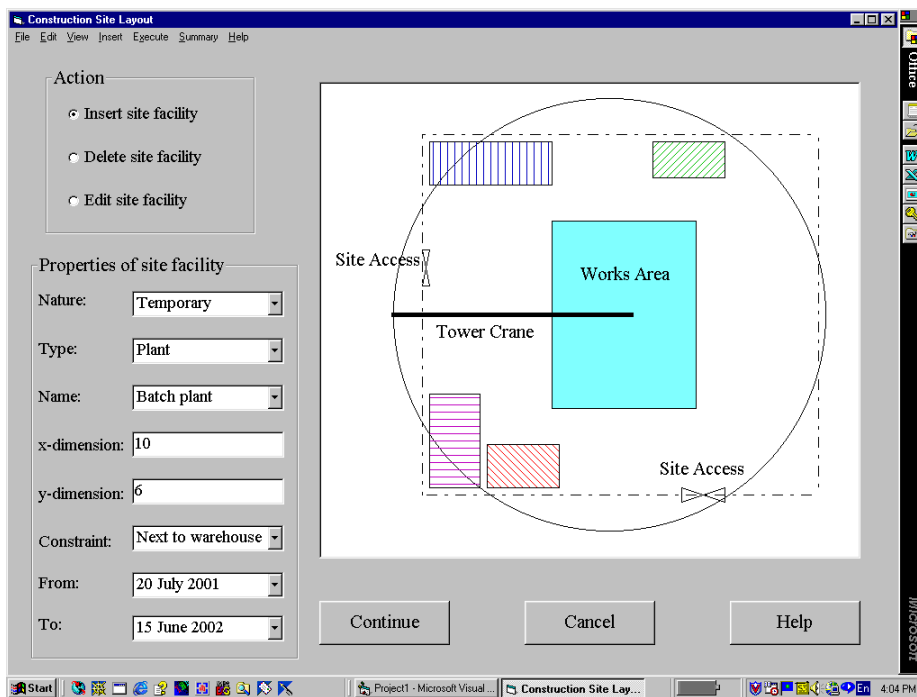 Construction Site Layout
File Edit View Insert Execute Summary Help
Office
Action
Insert site facility
Delete site facility
Edit site facility
Properties of site facility
Nature: Temporary
Type: Plant
Name: Batch plant
x-dimension: 10
y-dimension: 6
Constraint: Next to warehouse
From: 20 July 2001
To: 15 June 2002
Site Access
Works Area
Tower Crane
Site Access
Continue Cancel Help
Microsoft
Start Project1 - Microsoft Visual ... Construction Site Lay... En 4:04 P